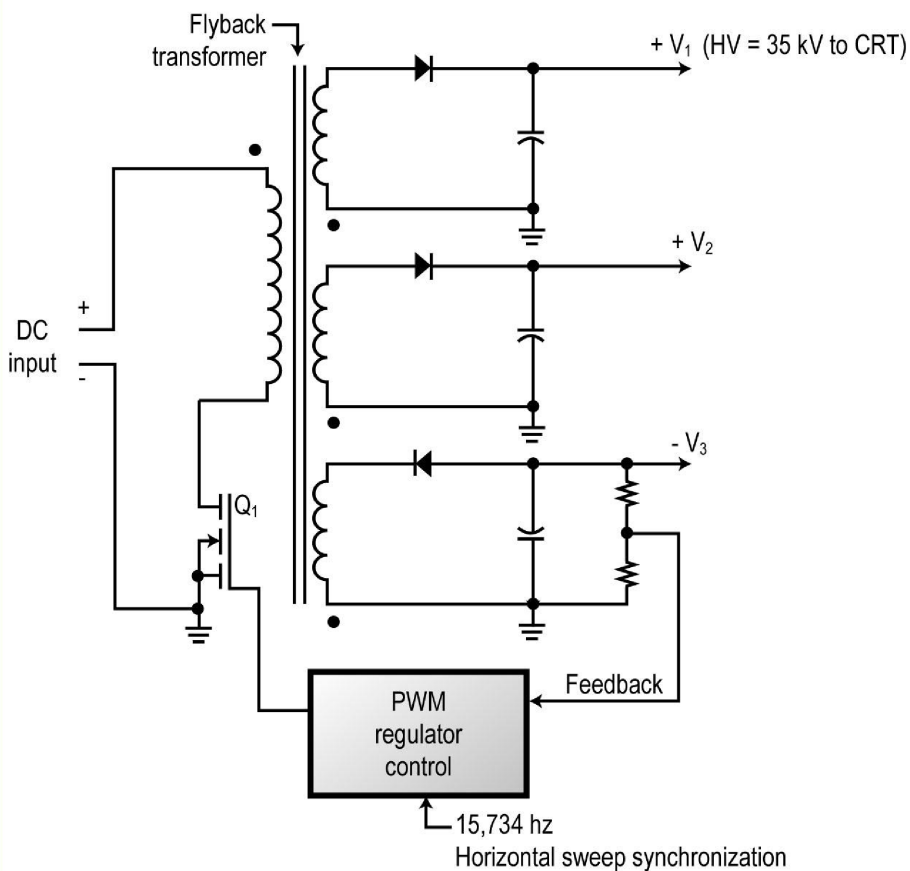 Flyback
transformer
+ V₁ (HV = 35 kV to CRT)
+ V₂
+
DC
input
-
- V₃
Q₁
Feedback
PWM
regulator
control
15,734 hz
Horizontal sweep synchronization